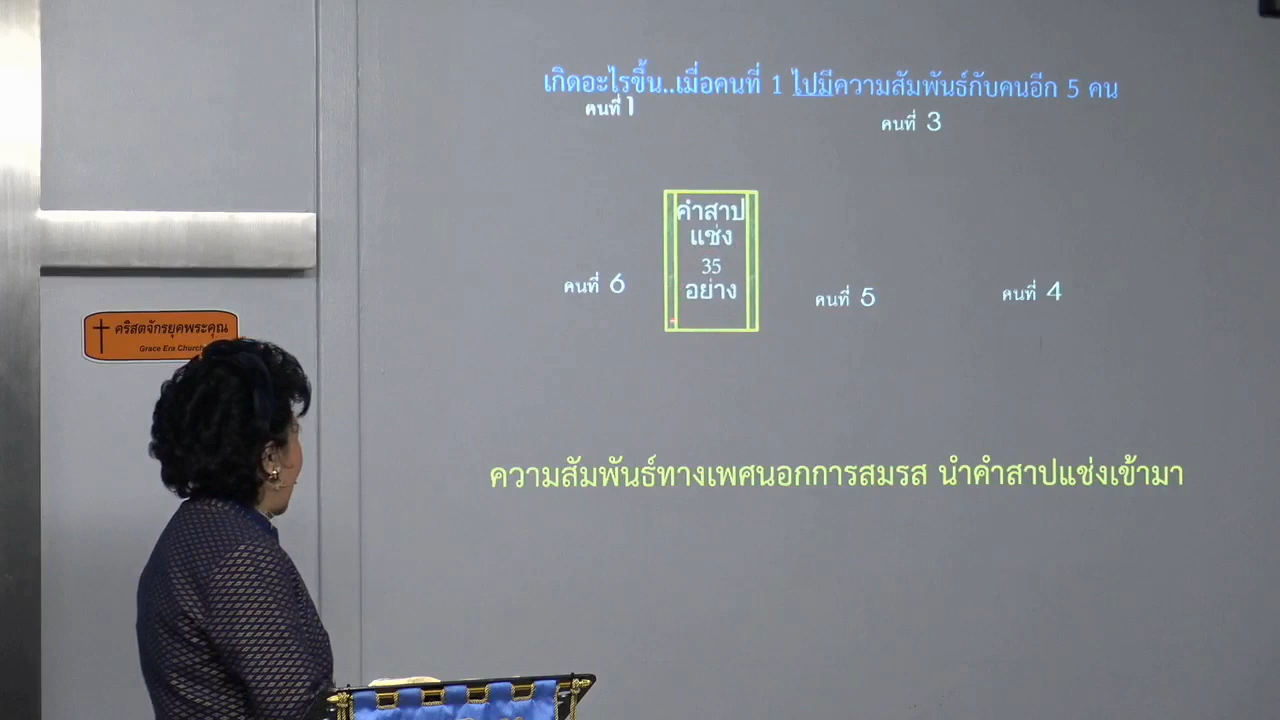 เกิดอะไรขึ้น..เมื่อคนที่ 1 ไปมีความสัมพันธ์กับคนอีก 5 คน
คนที่ 1
คนที่ 3
คำสาป
แช่ง
35
อย่าง
คนที่ 6
คนที่ 5
คนที่ 4
คริสตจักรยุคพระคุณ
Grace Era Church
ความสัมพันธ์ทางเพศนอกการสมรส นำคำสาปแช่งเข้ามา